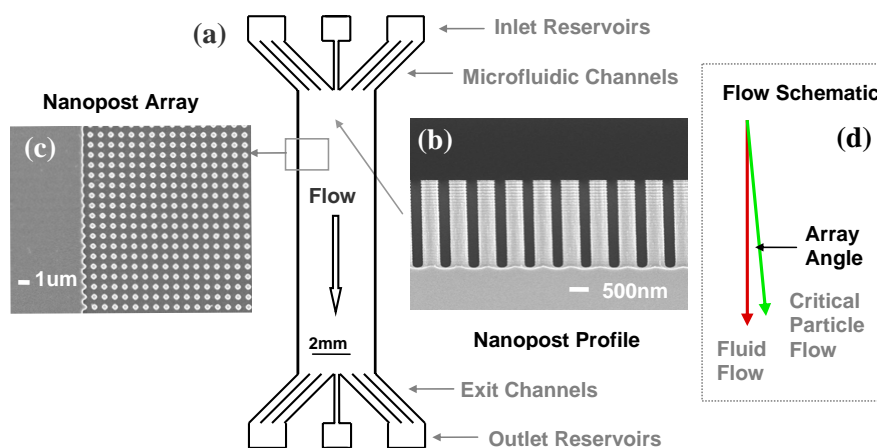 (a)
Inlet Reservoirs
Microfluidic Channels
Nanopost Array
(c)
1um
Flow
2mm
(b)
500nm
Nanopost Profile
Exit Channels
Outlet Reservoirs
Flow Schematic
(d)
Array
Angle
Critical
Particle
Flow
Fluid
Flow